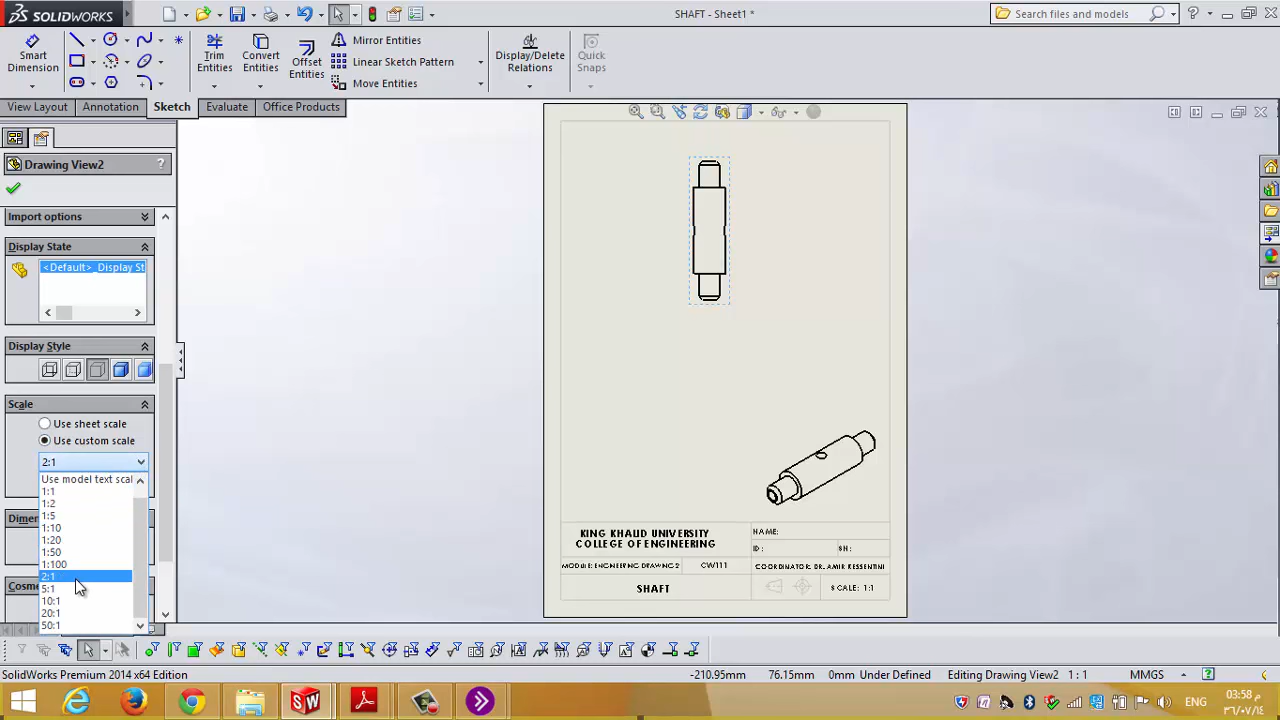 SOLIDWORKS
SHAFT - Sheet1 *
Search files and models
Smart
Dimension
Trim
Entities
Convert
Entities
Offset
Entities
Mirror Entities
Linear Sketch Pattern
Move Entities
Display/Delete
Relations
Quick
Snaps
View Layout
Annotation
Sketch
Evaluate
Office Products
Drawing View2
?
Import options
Display State
<Default>_Display St
Display Style
Scale
Use sheet scale
Use custom scale
2:1
Use model text scal
1:1
1:2
1:5
1:10
1:20
1:50
1:100
2:1
5:1
10:1
20:1
50:1
Dimen
Cosme
KING KHALID UNIVERSITY
COLLEGE OF ENGINEERING
NAME:
ID:
SN:
MODULE: ENGINEERING DRAWING 2
CW111
COORDINATOR: DR. AMIR RESSENTINI
SHAFT
SCALE: 1:1
SolidWorks Premium 2014 x64 Edition
-210.95mm
76.15mm
0mm
Under Defined
Editing Drawing View2
1 : 1
MMGS
ENG
03:58 م
٣٦/٠٧/١٤